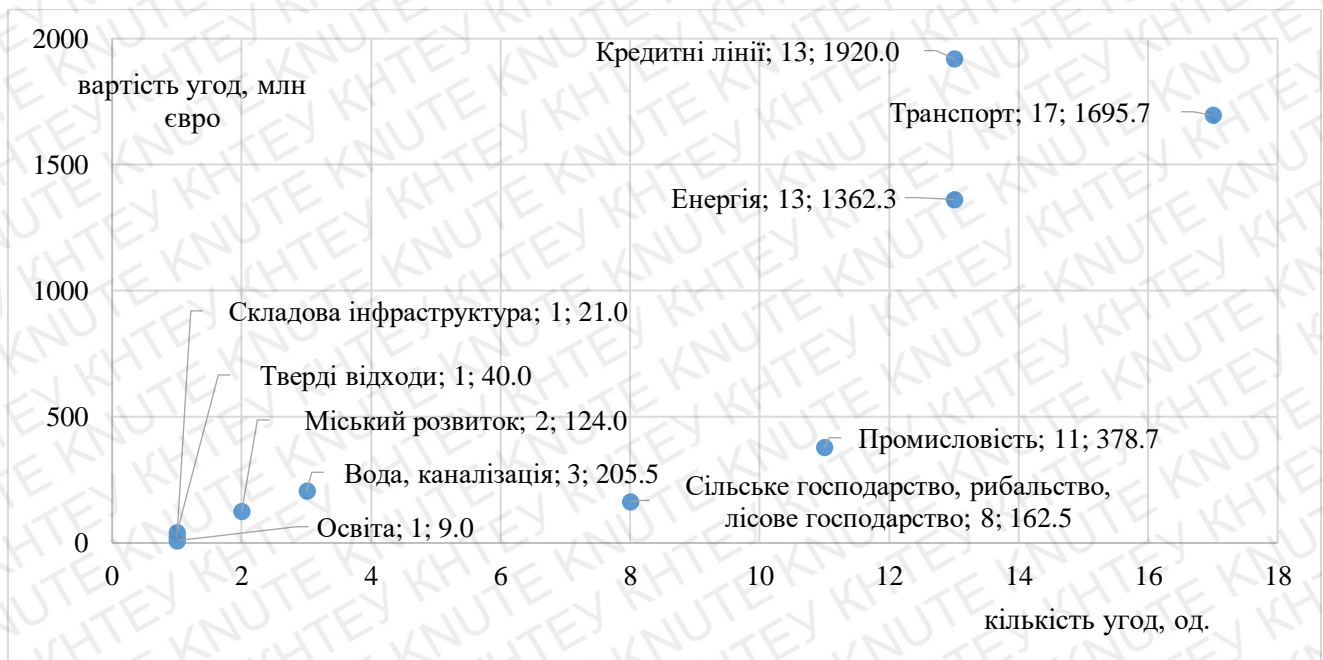 2000
вартість угод, млн
євро
Кредитні лінії; 13; 1920.0
Транспорт; 17; 1695.7
1500
Енергія; 13; 1362.3
1000
Складова інфраструктура; 1; 21.0
Тверді відходи; 1; 40.0
500
Міський розвиток; 2; 124.0
Промисловість; 11; 378.7
Вода, каналізація; 3; 205.5
Сільське господарство, рибальство,
лісове господарство; 8; 162.5
Освіта; 1; 9.0
0
0 2 4 6 8 10 12 14 16 18
кількість угод, од.
KNUTE КНТЕУ